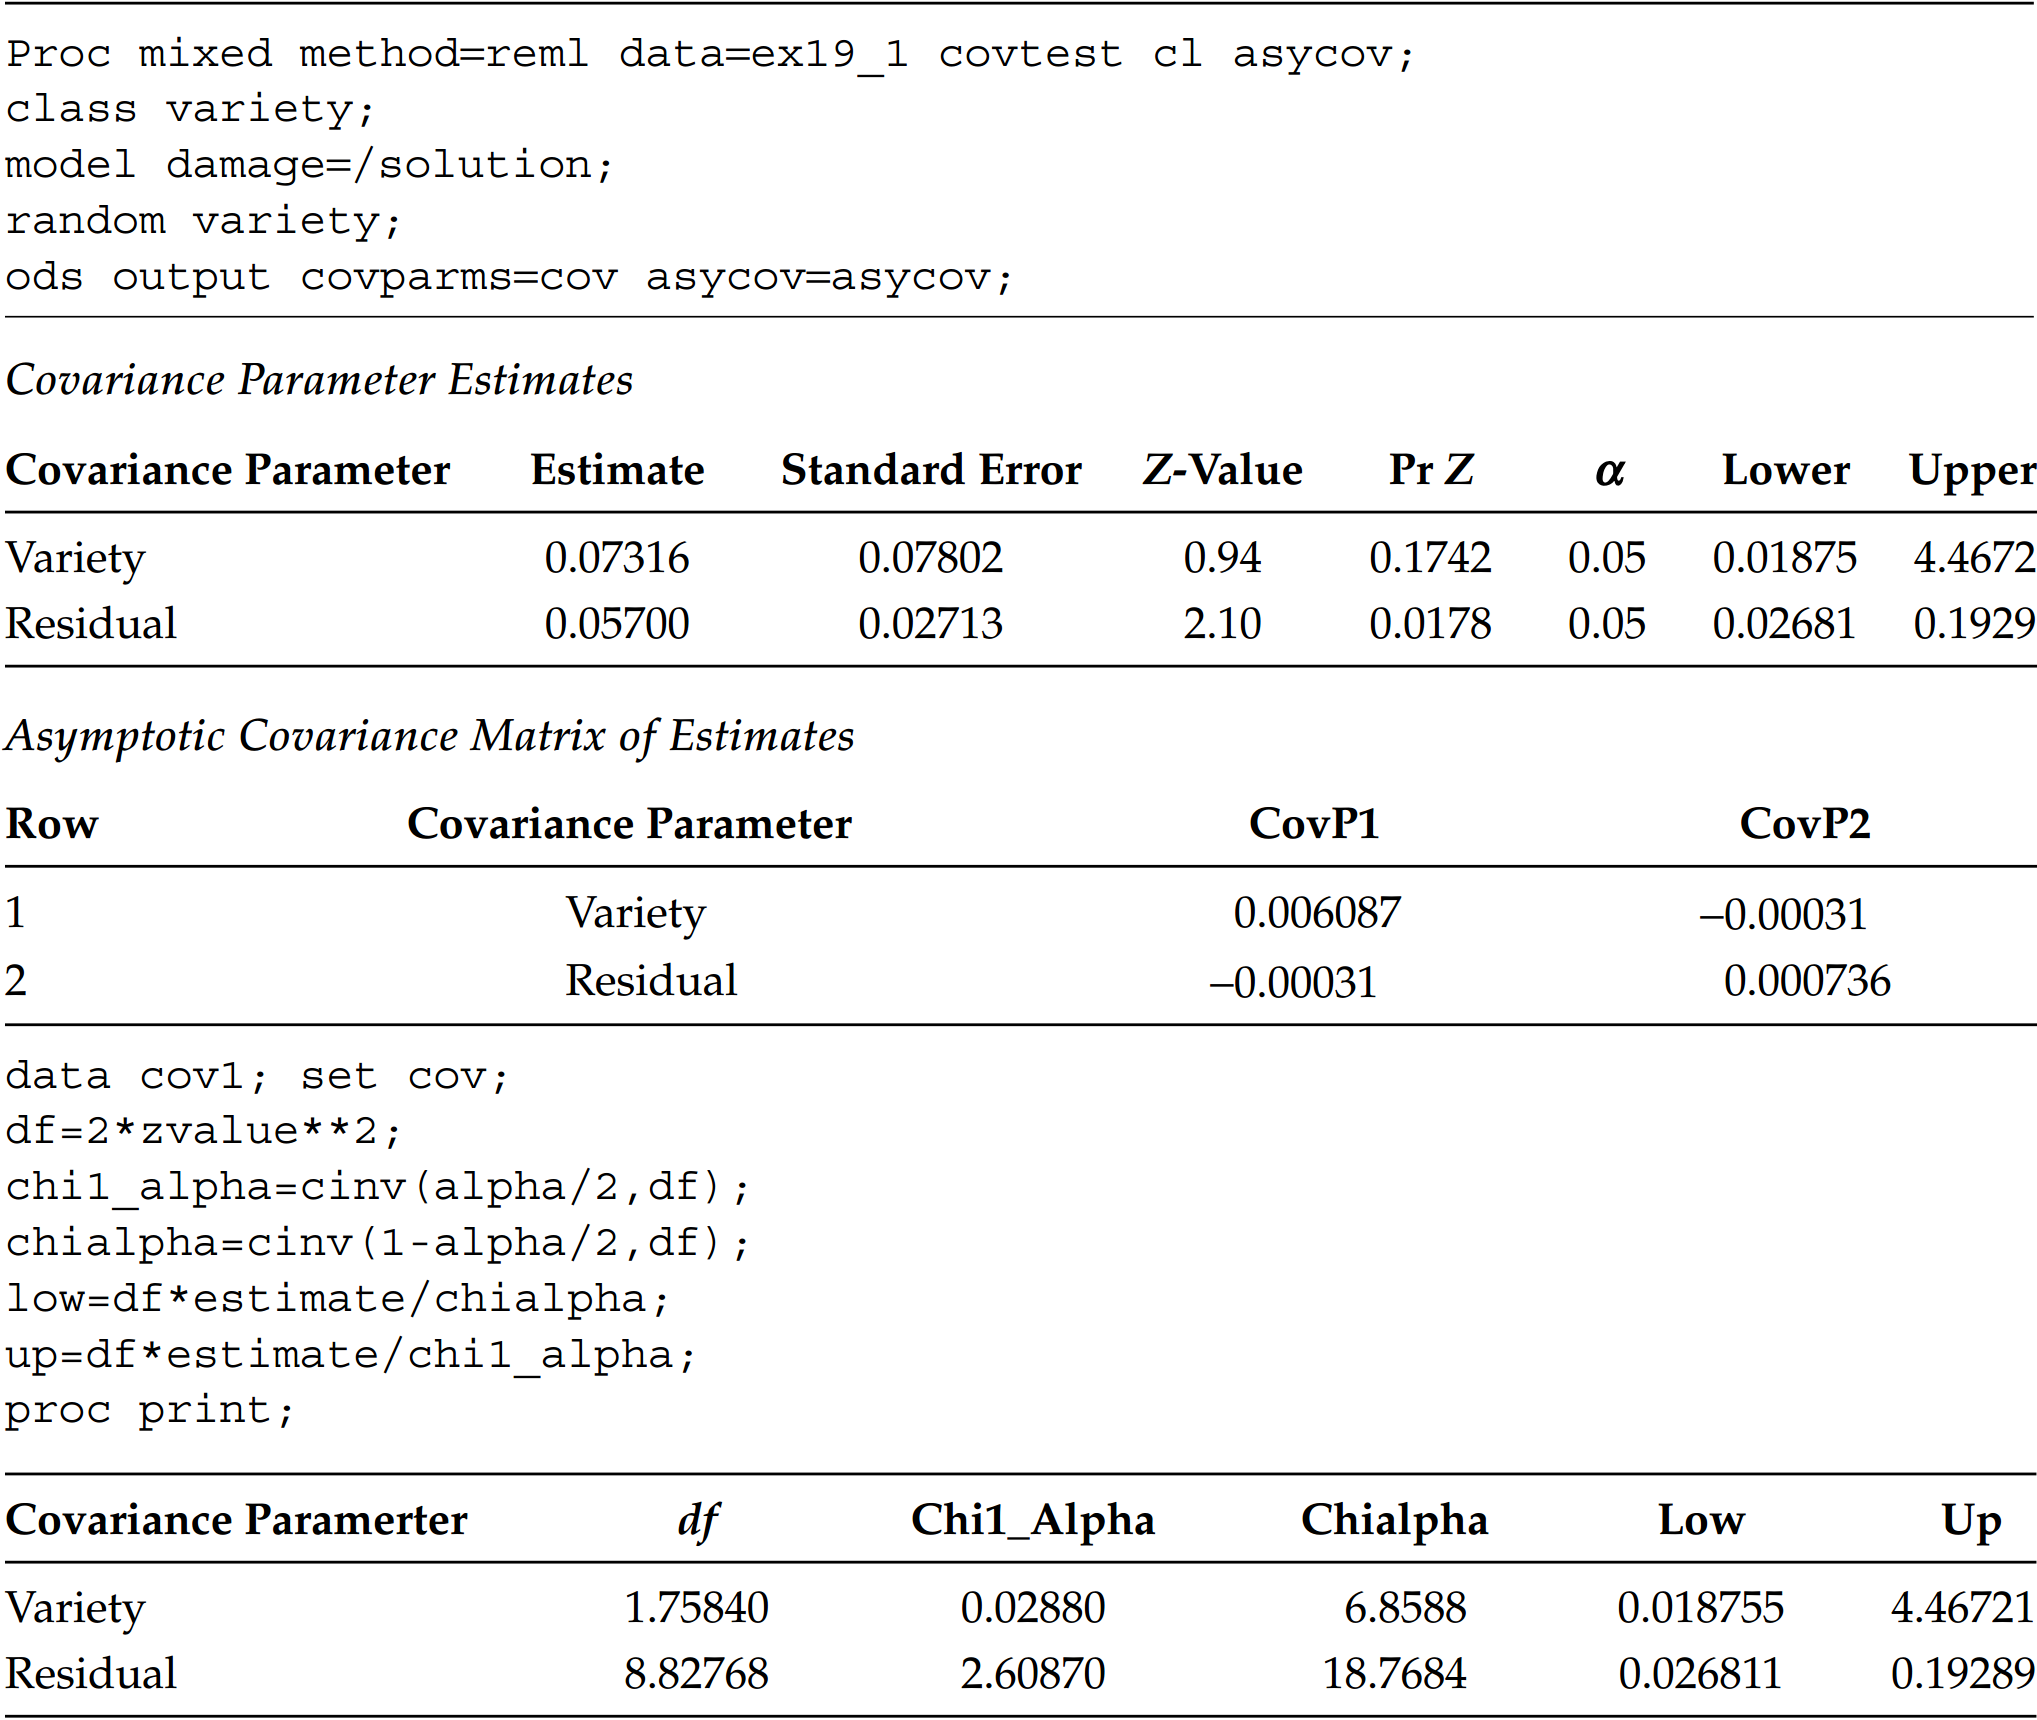 Proc mixed method=reml data=ex19_1 covtest cl asycov;
class variety;
model damage=/solution;
random variety;
ods output covparms=cov asycov=asycov;
Covariance Parameter Estimates
Covariance Parameter Estimate Standard Error Z-Value Pr Z α Lower Upper
Variety 0.07316 0.07802 0.94 0.1742 0.05 0.01875 4.4672
Residual 0.05700 0.02713 2.10 0.0178 0.05 0.02681 0.1929
Asymptotic Covariance Matrix of Estimates
Row Covariance Parameter CovP1 CovP2
1 Variety 0.006087 –0.00031
2 Residual –0.00031 0.000736
data cov1; set cov;
df=2*zvalue**2;
chi1_alpha=cinv(alpha/2,df);
chialpha=cinv(1-alpha/2,df);
low=df*estimate/chialpha;
up=df*estimate/chi1_alpha;
proc print;
Covariance Paramerter df Chi1_Alpha Chialpha Low Up
Variety 1.75840 0.02880 6.8588 0.018755 4.46721
Residual 8.82768 2.60870 18.7684 0.026811 0.19289